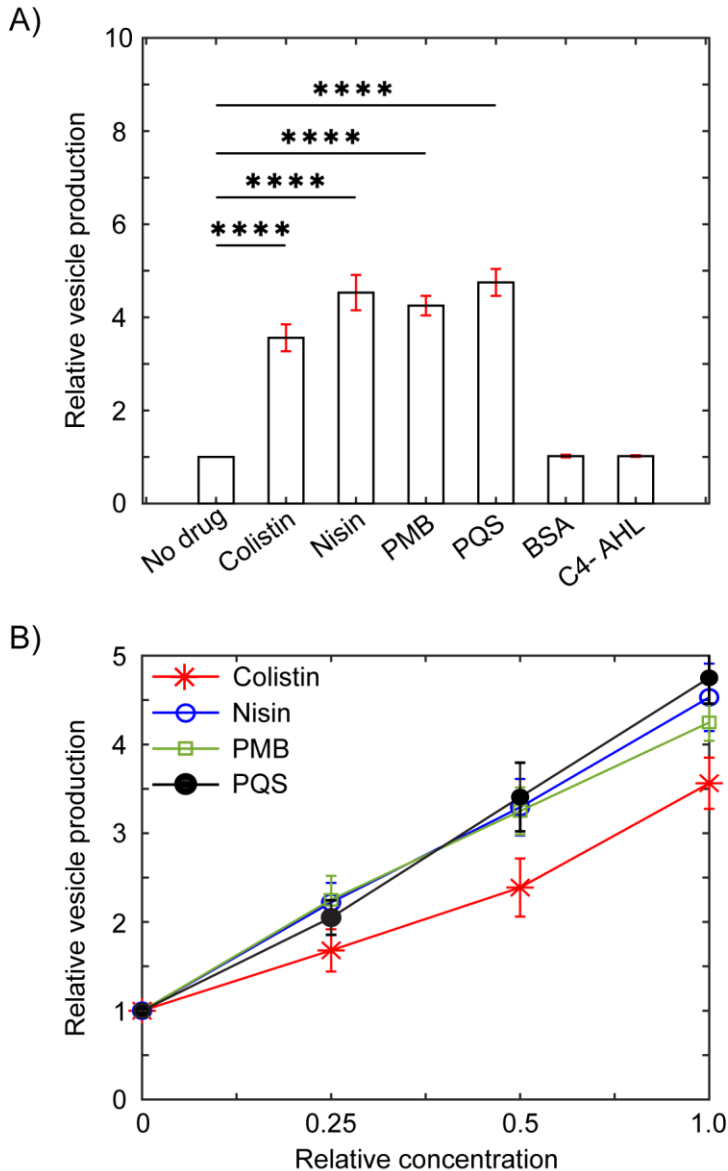 A)
10
8
6
4
2
0
Relative vesicle production
****
****
****
****
No drug
Colistin
Nisin
PMB
PQS
BSA
C4- AHL
B)
5
4
3
2
1
0
Relative vesicle production
Colistin
Nisin
PMB
PQS
0 0.25 0.5 1.0
Relative concentration